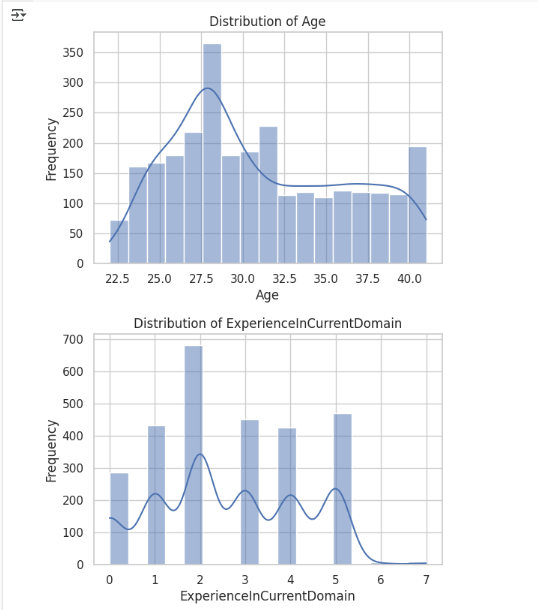 Distribution of Age
350
300
250
200
150
100
50
0
Frequency
22.5 25.0 27.5 30.0 32.5 35.0 37.5 40.0
Age
Distribution of ExperienceInCurrentDomain
700
600
500
400
300
200
100
0
Frequency
0 1 2 3 4 5 6 7
ExperienceInCurrentDomain